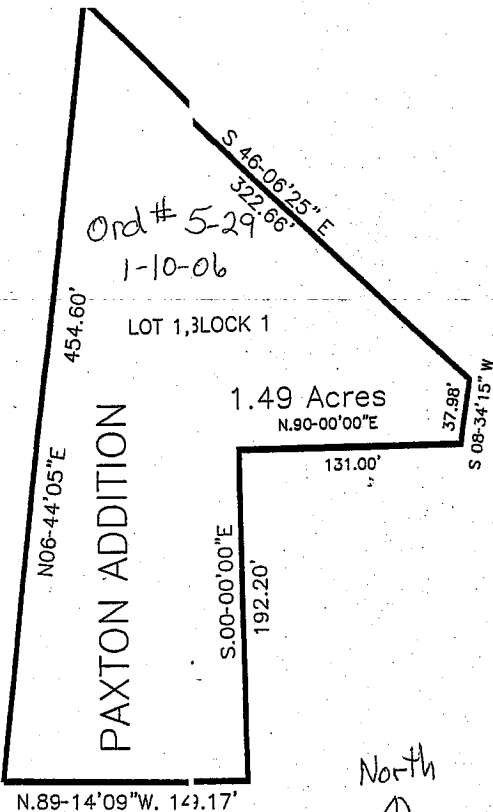 S 46-06'25" E
322.66'
Ord # 5-29
1-10-06
454.60'
LOT 1, BLOCK 1
1.49 Acres
N.90-00'00"E
37.98'
S 08-34'15" W
131.00'
N06-44'05"E
PAXTON ADDITION
S.00-00'00"E
192.20'
North
N.89-14'09"W.